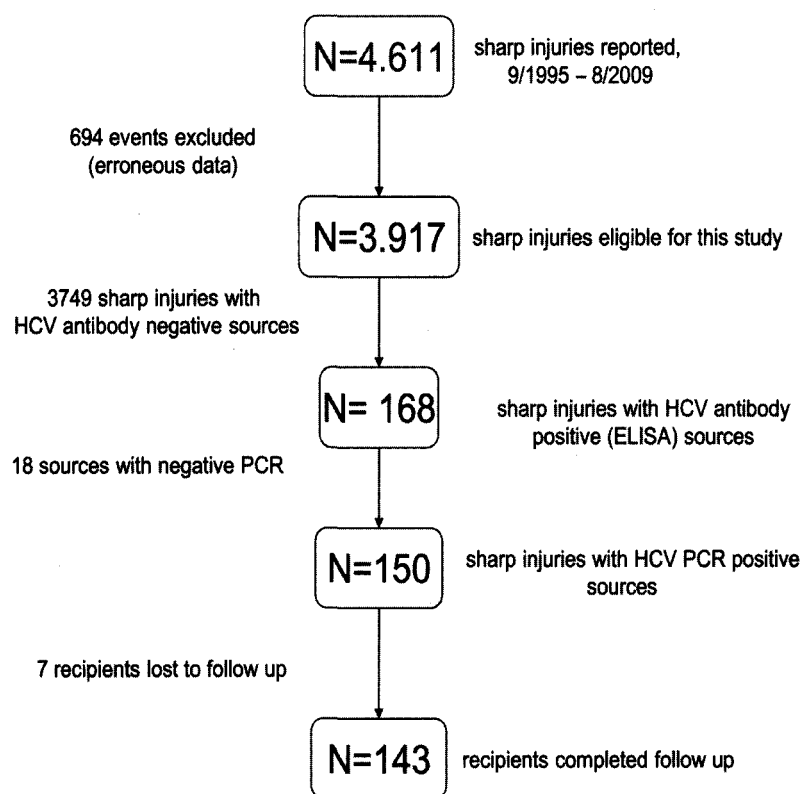 N=4.611
sharp injuries reported,
9/1995 – 8/2009
694 events excluded
(erroneous data)
N=3.917
sharp injuries eligible for this study
3749 sharp injuries with
HCV antibody negative sources
N= 168
sharp injuries with HCV antibody
positive (ELISA) sources
18 sources with negative PCR
N=150
sharp injuries with HCV PCR positive
sources
7 recipients lost to follow up
N=143
recipients completed follow up